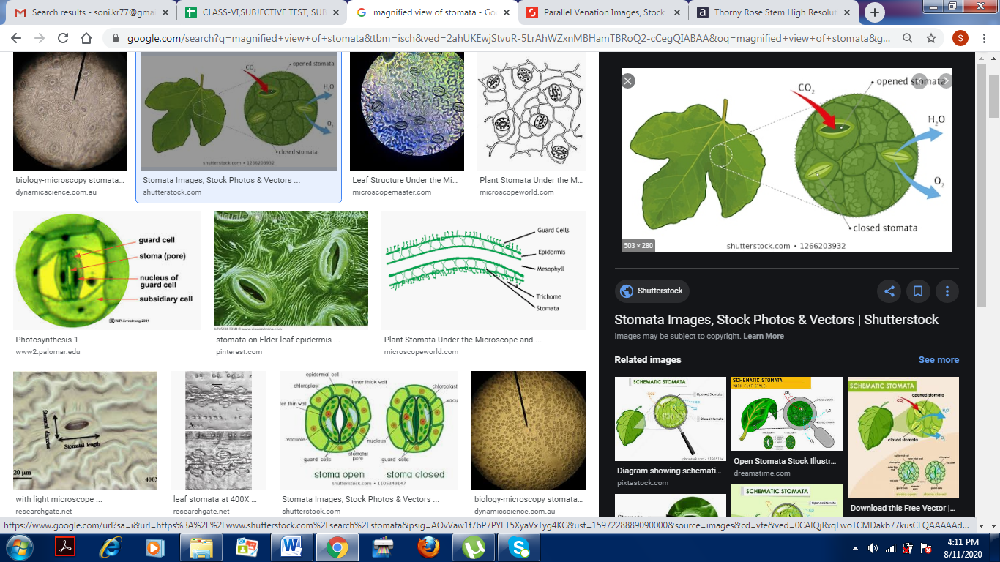 Search results - soni.kr77@gma
CLASS-VI,SUBJECTIVE TEST, SUB
magnified view of stomata - Go
Parallel Venation Images, Stock
Thorny Rose Stem High Resolut
google.com/search?q=magnified+view+of+stomata&tbm=isch&ved=2ahUKEwjStvuR-5LrAhWZxnMBHamTBRoQ2-cCegQIABAA&oq=magnified+view+of+stomata&g...
S
opened stomata
CO2
H2O
O2
closed stomata
shutterstock.com • 1266203932
biology-microscopy stomata...
dynamicscience.com.au
Stomata Images, Stock Photos & Vectors ...
shutterstock.com
Leaf Structure Under the Mi...
microscopemaster.com
Plant Stomata Under the M...
microscopeworld.com
guard cell
stoma (pore)
nucleus of
guard cell
subsidiary cell
©W.P. Armstrong 2001
Photosynthesis 1
www2.palomar.edu
stomata on Elder leaf epidermis ...
pinterest.com
Guard Cells
Epidermis
Mesophyll
Trichome
Stomata
Plant Stomata Under the Microscope and ...
microscopeworld.com
Stomatal diameter
Stomatal length
20 µm
400X
with light microscope ...
researchgate.net
A
leaf stomata at 400X ...
researchgate.net
epidermal cell
chloroplast
inner thick wall
chloroplast
ter thin wall
vacu
vacuole
nucleus
stomatal
pore
guard cells
guard cells
stoma open
stoma closed
shutterstock.com • 1105349147
Stomata Images, Stock Photos & Vectors ...
shutterstock.com
biology-microscopy stomata...
dynamicscience.com.au
opened stomata
CO2
H2O
O2
closed stomata
503 × 280
shutterstock.com • 1266203932
Shutterstock
Stomata Images, Stock Photos & Vectors | Shutterstock
Images may be subject to copyright. Learn More
Related images
See more
SCHEMATIC STOMATA
Opened Stomata
Closed Stomata
Diagram showing schemati...
pixtastock.com
SCHEMATIC STOMATA
WITH FLAT STYLE
Open Stomata Stock Illustr...
dreamstime.com
SCHEMATIC STOMATA
opened stomata
closed stomata
stoma open
stoma closed
Download this Free Vector |...
SCHEMATIC STOMATA
Opened stomata
Stomata
https://www.google.com/url?sa=i&url=https%3A%2F%2Fwww.shutterstock.com%2Fsearch%2Fstomata&psig=AOvVaw1f7bP7PYET5XyaVxTyg4KC&ust=1597228889090000&source=images&cd=vfe&ved=0CAIQjRxqFwoTCMDakb77kusCFQAAAAAd...
4:11 PM
8/11/2020